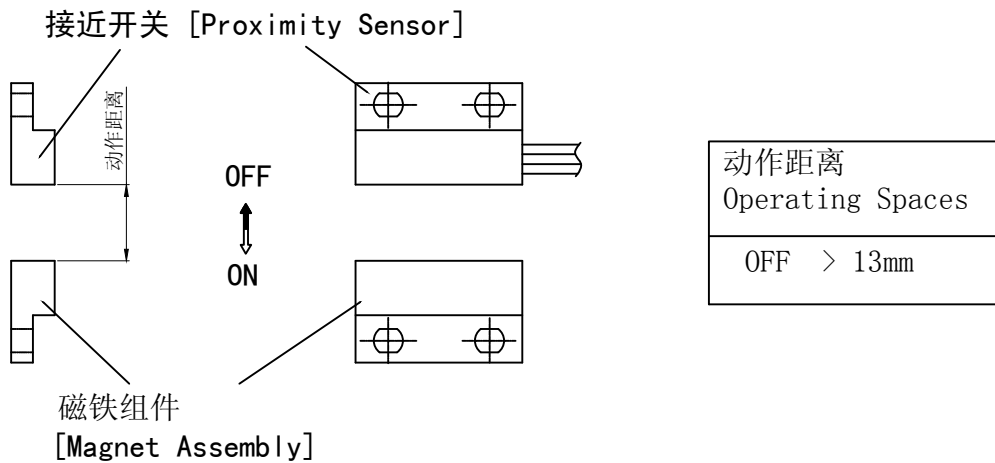 接近开关 [Proximity Sensor]
动作距离
OFF
ON
磁铁组件
[Magnet Assembly]
动作距离
Operating Spaces
OFF > 13mm